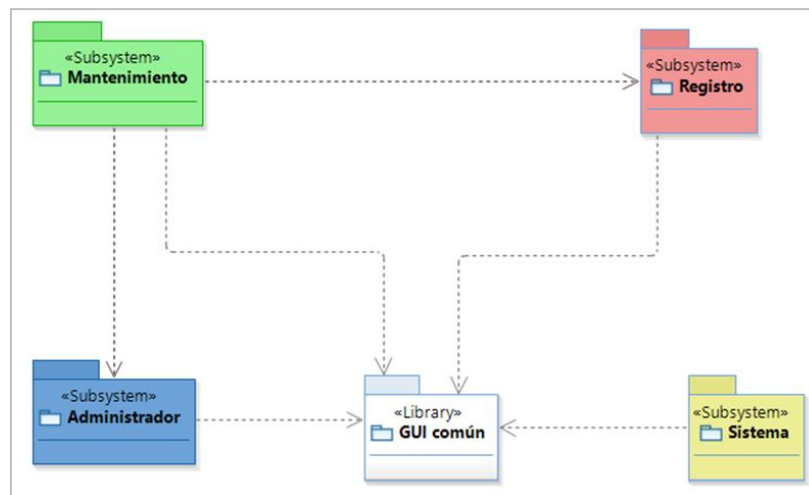 «Subsystem»
Mantenimiento
«Subsystem»
Registro
«Subsystem»
Administrador
«Library»
GUI común
«Subsystem»
Sistema